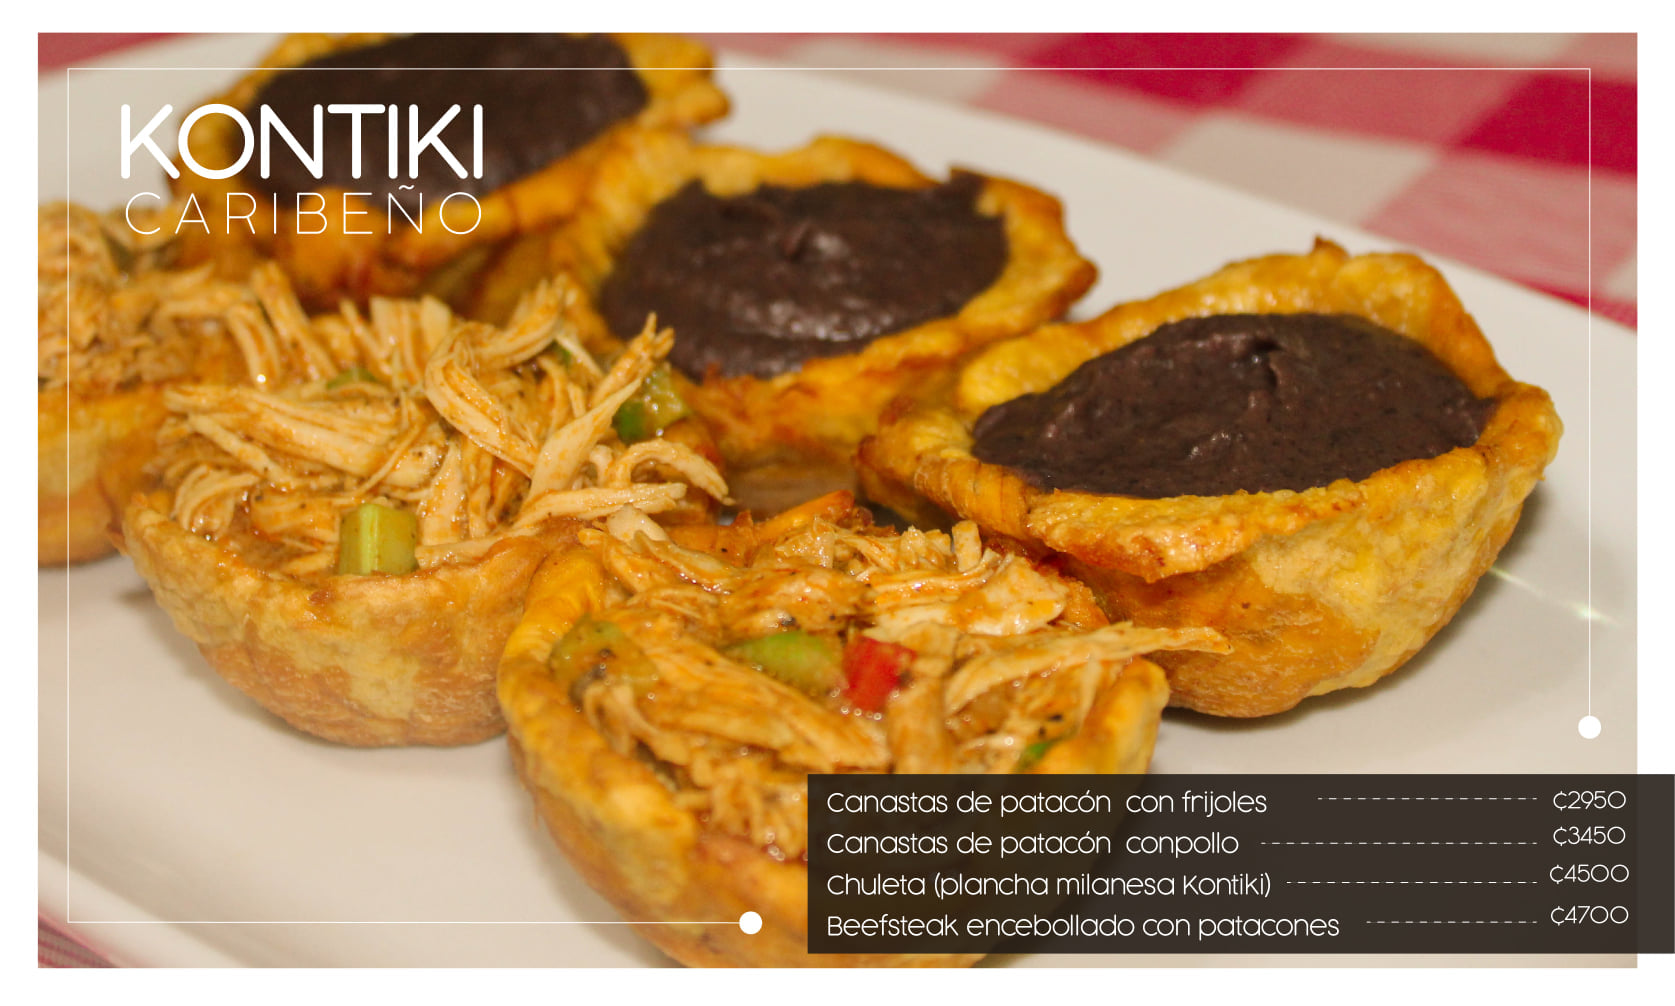 KONTIKI
CARIBEÑO
Canastas de patacón con frijoles ---------------- ₡2950
Canastas de patacón conpollo -------------------- ₡3450
Chuleta (plancha milanesa Kontiki) ------------------ ₡4500
Beefsteak encebollado con patacones ------------- ₡4700